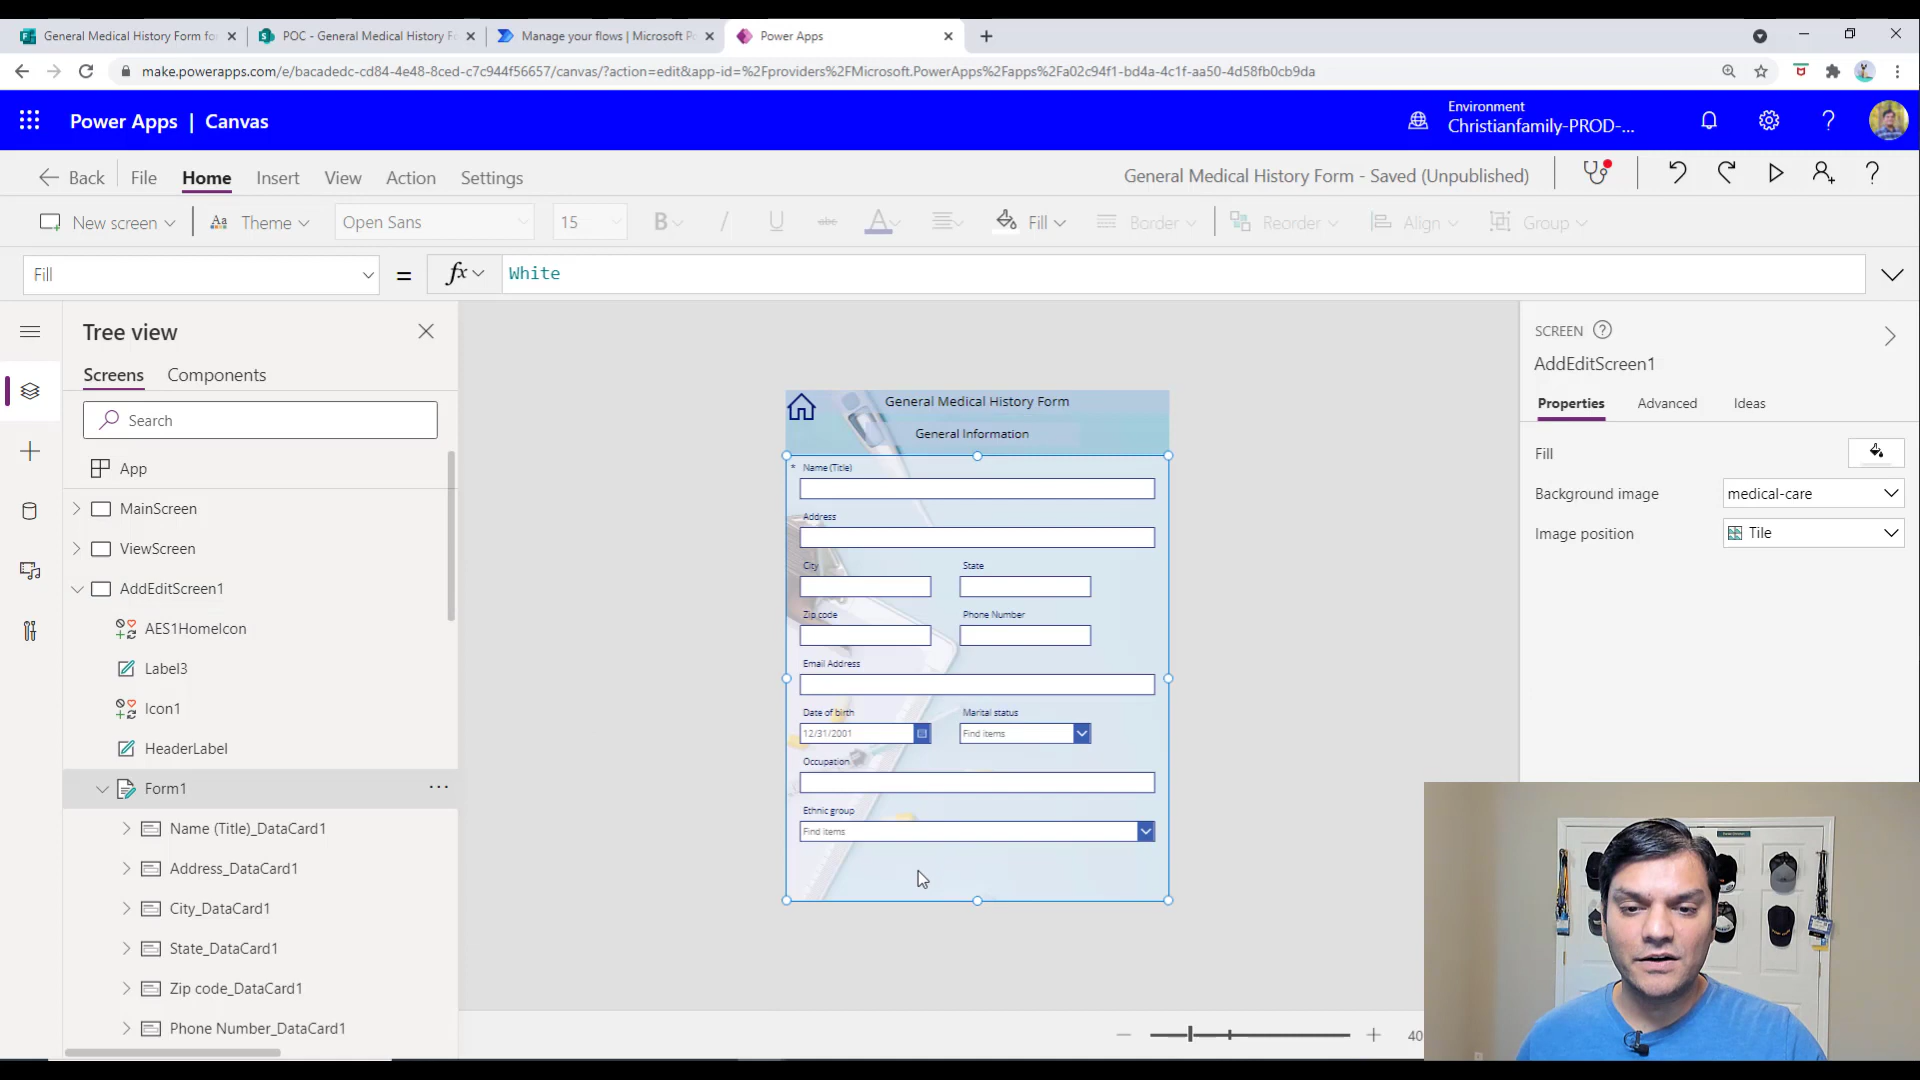 General Medical History Form fo
POC - General Medical History F
Manage your flows | Microsoft P
Power Apps
make.powerapps.com/e/bacadedc-cd84-4e48-8ced-c7c944f56657/canvas/?action=edit&app-id=%2Fproviders%2FMicrosoft.PowerApps%2Fapps%2Fa02c94f1-bd4a-4c1f-aa50-4d58fb0cb9da
Power Apps | Canvas
Environment
Christianfamily-PROD-...
Back
File
Home
Insert
View
Action
Settings
General Medical History Form - Saved (Unpublished)
New screen
Theme
Open Sans
15
B
/
U
abc
A
Fill
Border
Reorder
Align
Group
Fill
=
fx
White
Tree view
Screens
Components
Search
App
MainScreen
ViewScreen
AddEditScreen1
AES1HomeIcon
Label3
Icon1
HeaderLabel
Form1
Name (Title)_DataCard1
Address_DataCard1
City_DataCard1
State_DataCard1
Zip code_DataCard1
Phone Number_DataCard1
General Medical History Form
General Information
* Name (Title)
Address
City
State
Zip code
Phone Number
Email Address
Date of birth
Marital status
12/31/2001
Find items
Occupation
Ethnic group
Find items
40
SCREEN
AddEditScreen1
Properties
Advanced
Ideas
Fill
Background image
medical-care
Image position
Tile